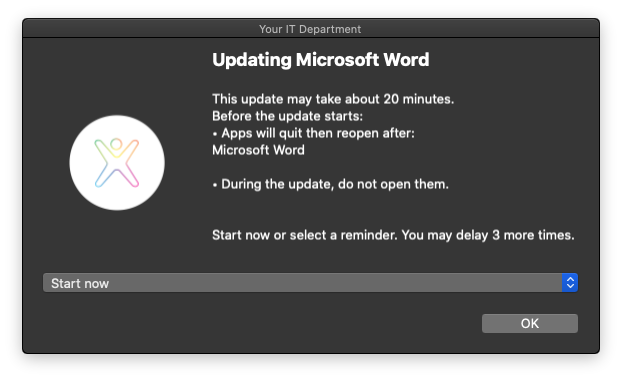 Your IT Department
Updating Microsoft Word
This update may take about 20 minutes.
Before the update starts:
• Apps will quit then reopen after:
Microsoft Word
• During the update, do not open them.
Start now or select a reminder. You may delay 3 more times.
Start now
OK